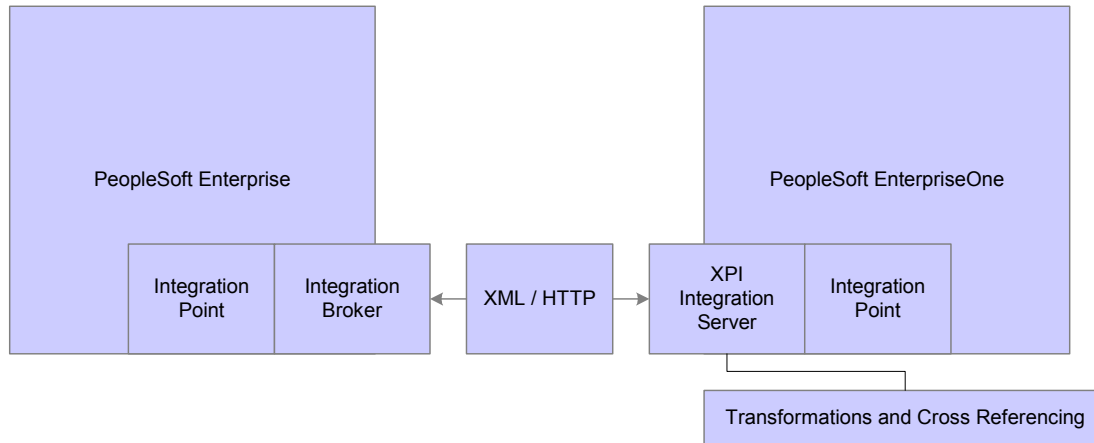 PeopleSoft Enterprise
PeopleSoft EnterpriseOne
Integration
Point
Integration
Broker
XML / HTTP
XPI
Integration
Server
Integration
Point
Transformations and Cross Referencing